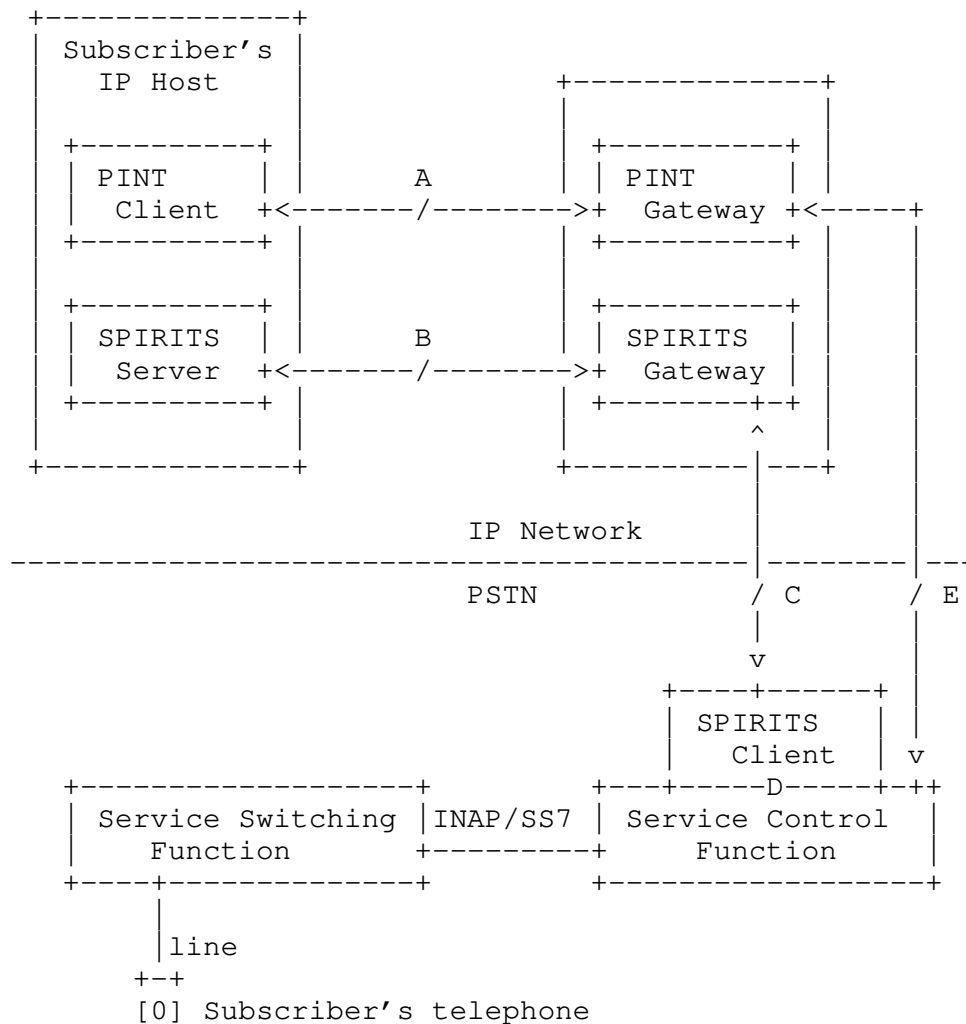 Subscriber's
IP Host
PINT
Client
A
PINT
Gateway
SPIRITS
Server
B
SPIRITS
Gateway
IP Network
PSTN
C
E
SPIRITS
Client
D
Service Switching
Function
INAP/SS7
Service Control
Function
line
[0] Subscriber's telephone